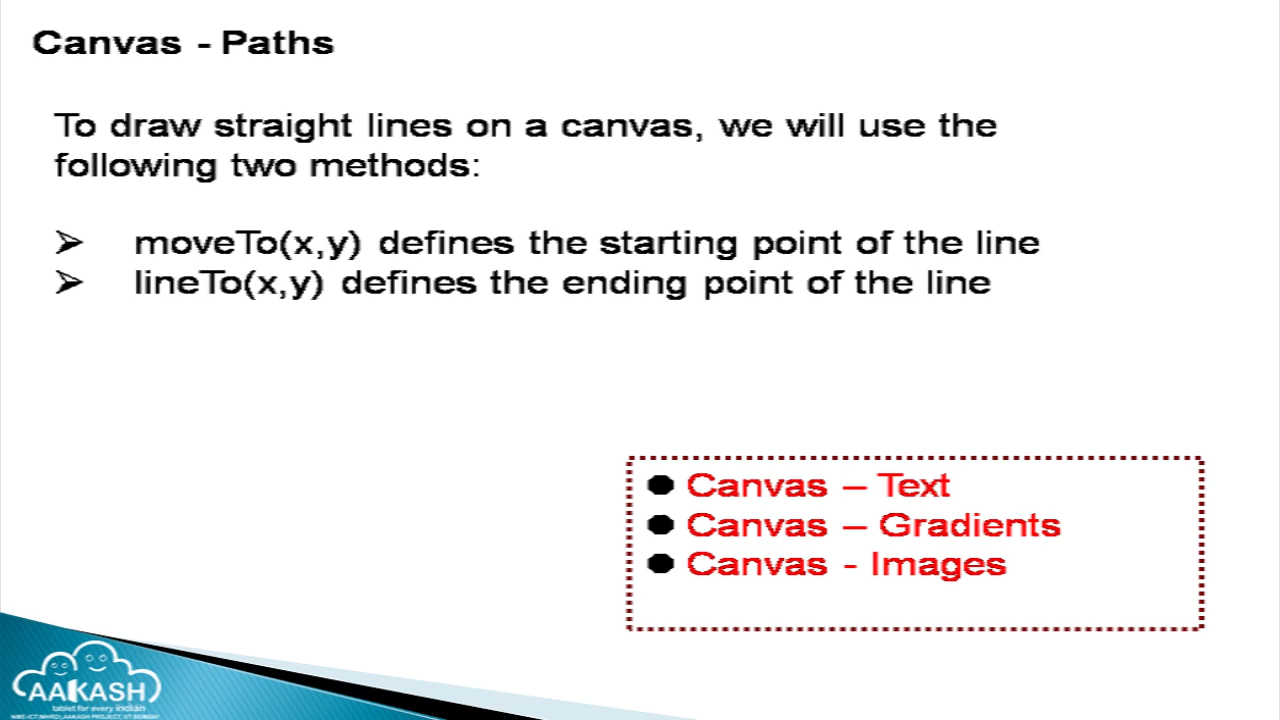 Canvas - Paths
To draw straight lines on a canvas, we will use the
following two methods:
➢ moveTo(x,y) defines the starting point of the line
➢ lineTo(x,y) defines the ending point of the line
● Canvas – Text
● Canvas – Gradients
● Canvas - Images
AAKASH
tablet for every indian